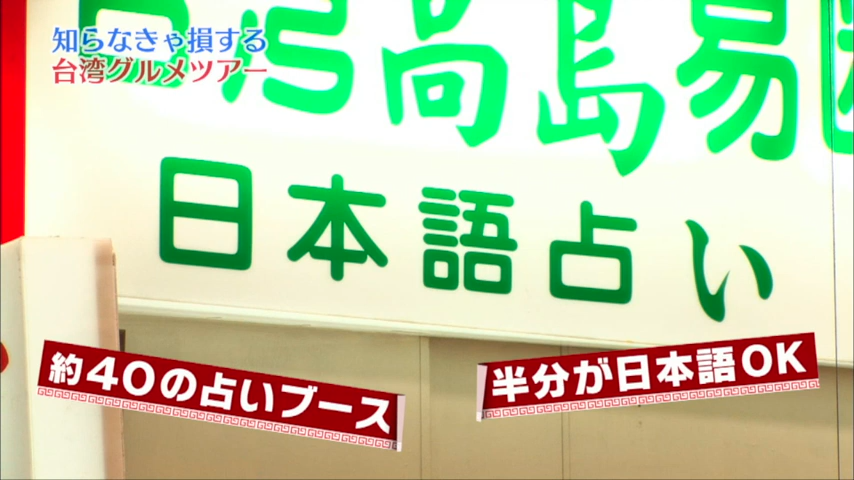 知らなきゃ損する
台湾グルメツアー
高島易
日本語占い
約40の占いブース
半分が日本語OK